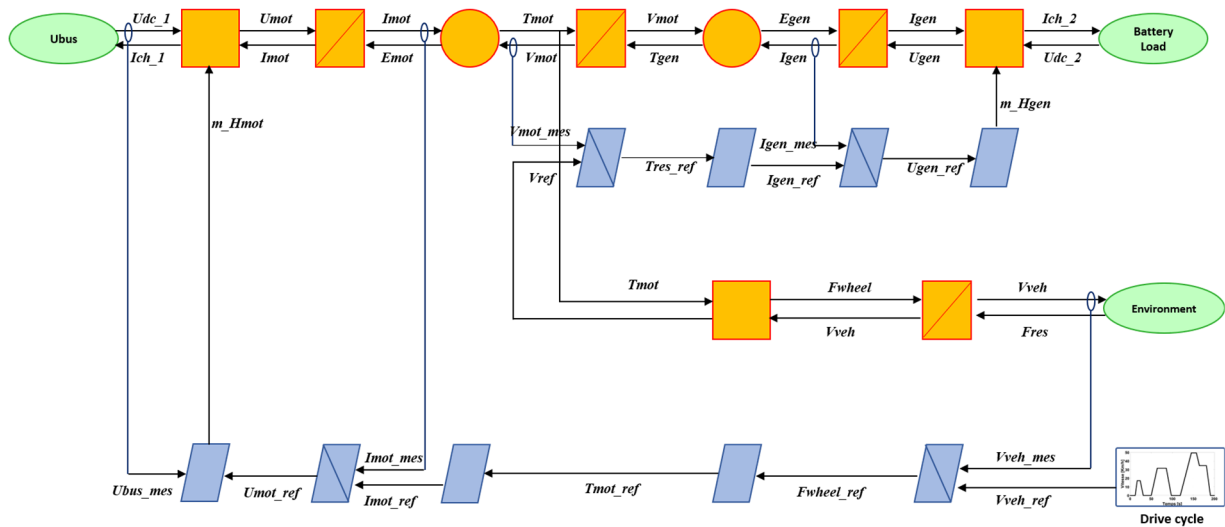 Udc_1
Umot
Imot
Tmot
Vmot
Egen
Igen
Ich_2
Ubus
Battery
Load
Ich_1
Imot
Emot
Vmot
Tgen
Igen
Ugen
Udc_2
m_Hmot
m_Hgen
Vmot_mes
Igen_mes
Vref
Tres_ref
Igen_ref
Ugen_ref
Tmot
Fwheel
Vveh
Environment
Vveh
Fres
Imot_mes
Vveh_mes
Ubus_mes
Umot_ref
Imot_ref
Tmot_ref
Fwheel_ref
Vveh_ref
Drive cycle